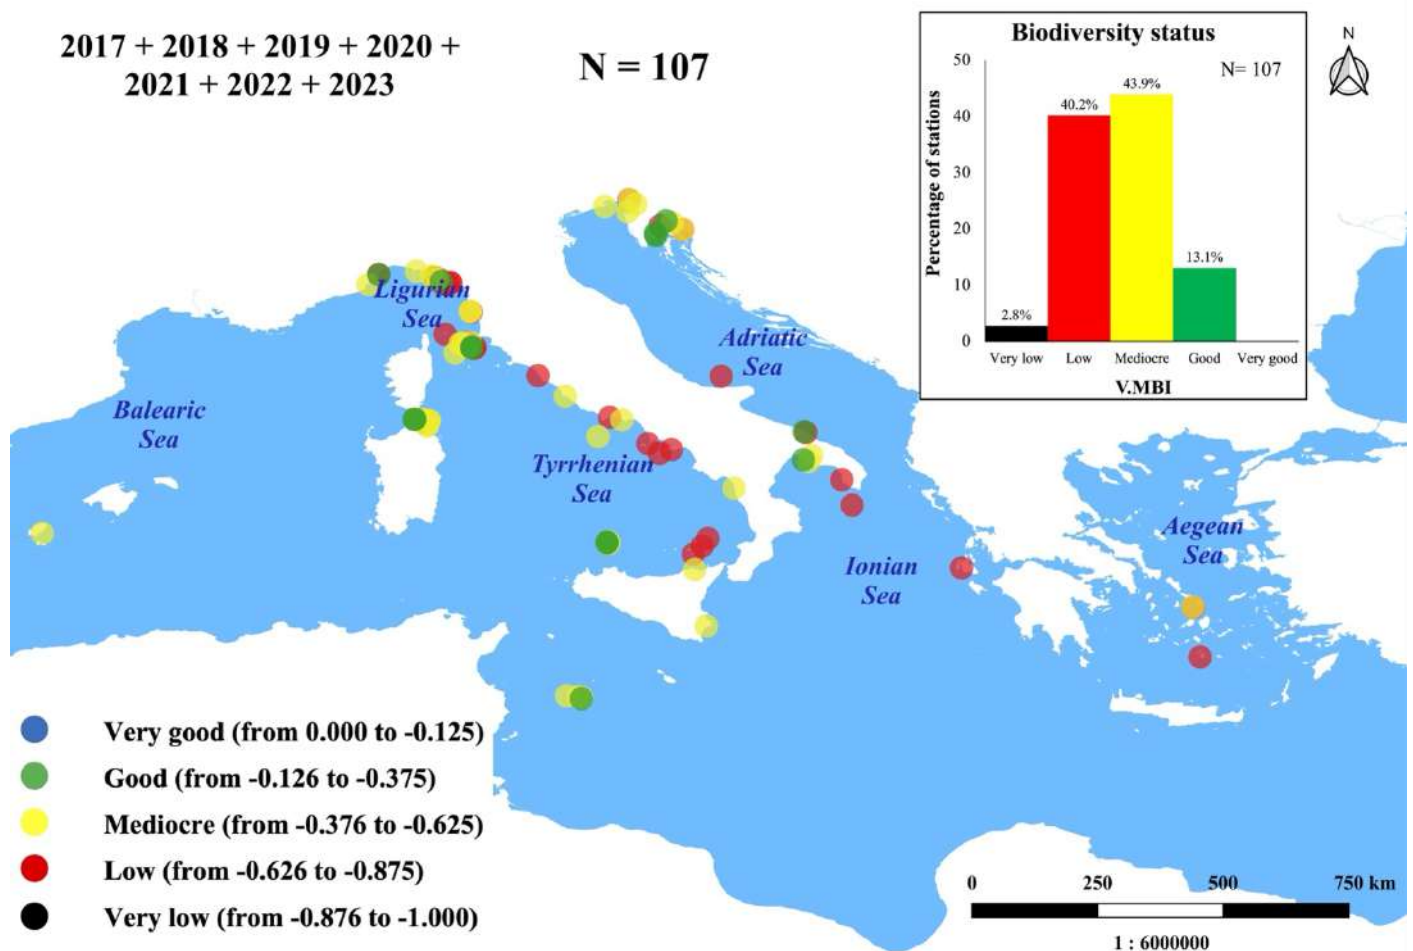 2017 + 2018 + 2019 + 2020 +
2021 + 2022 + 2023
N = 107
Biodiversity status
N= 107
N
Percentage of stations
50
40
30
20
10
0
2.8%
40.2%
43.9%
13.1%
Very low
Low
Mediocre
Good
Very good
V.MBI
Ligurian
Sea
Adriatic
Sea
Balearic
Sea
Tyrrhenian
Sea
Ionian
Sea
Aegean
Sea
Very good (from 0.000 to -0.125)
Good (from -0.126 to -0.375)
Mediocre (from -0.376 to -0.625)
Low (from -0.626 to -0.875)
Very low (from -0.876 to -1.000)
0 250 500 750 km
1 : 6000000